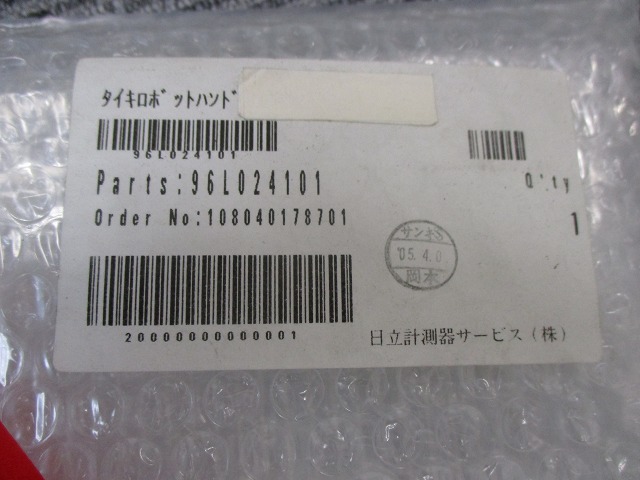 ﾀｲｷﾛﾎﾞｯﾄﾊﾝﾄﾞ
96L024101
Parts:96L024101
Q'ty
Order No:108040178701
1
サンキS
'05.4.
岡本
20000000000001
日立計測器サービス(株)